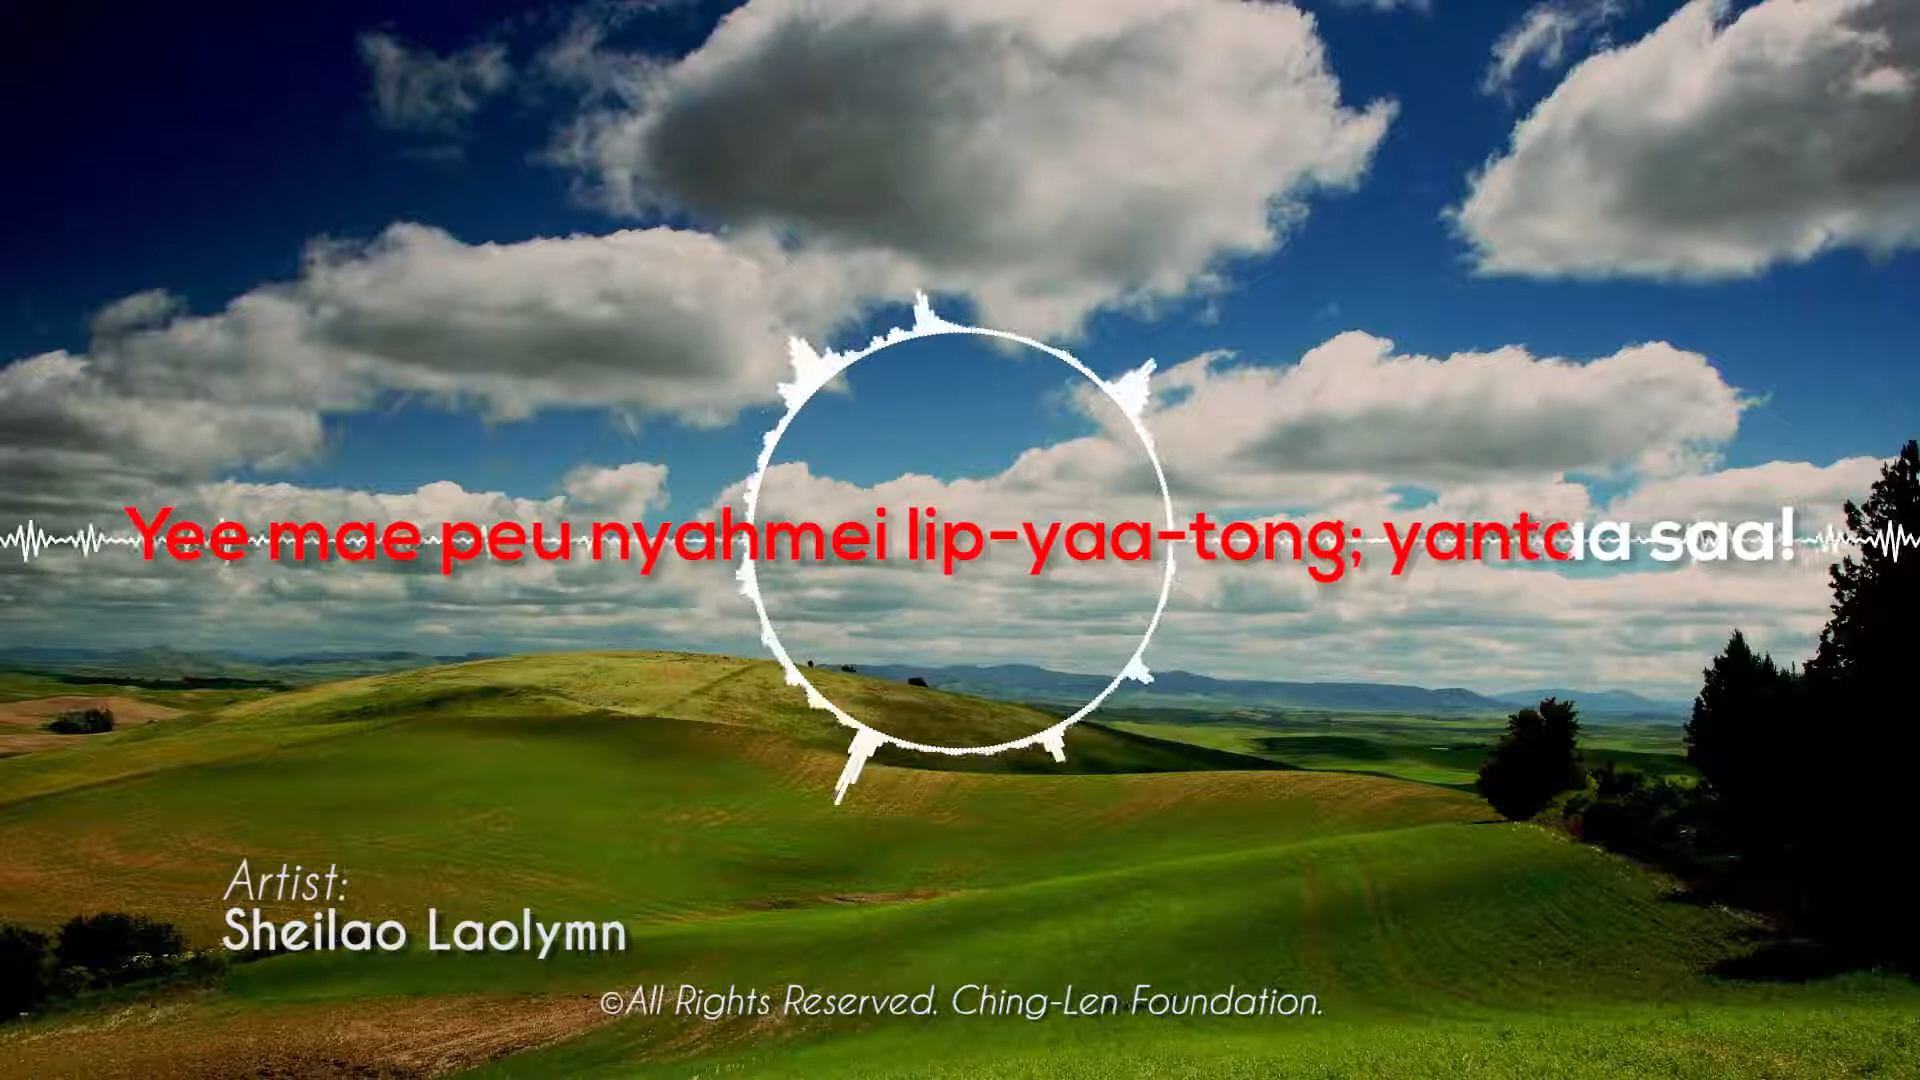 Yee mae peu nyahmei lip-yaa-tong; yantaa saa!
Artist:
Sheilao Laolymn
©All Rights Reserved. Ching-Len Foundation.